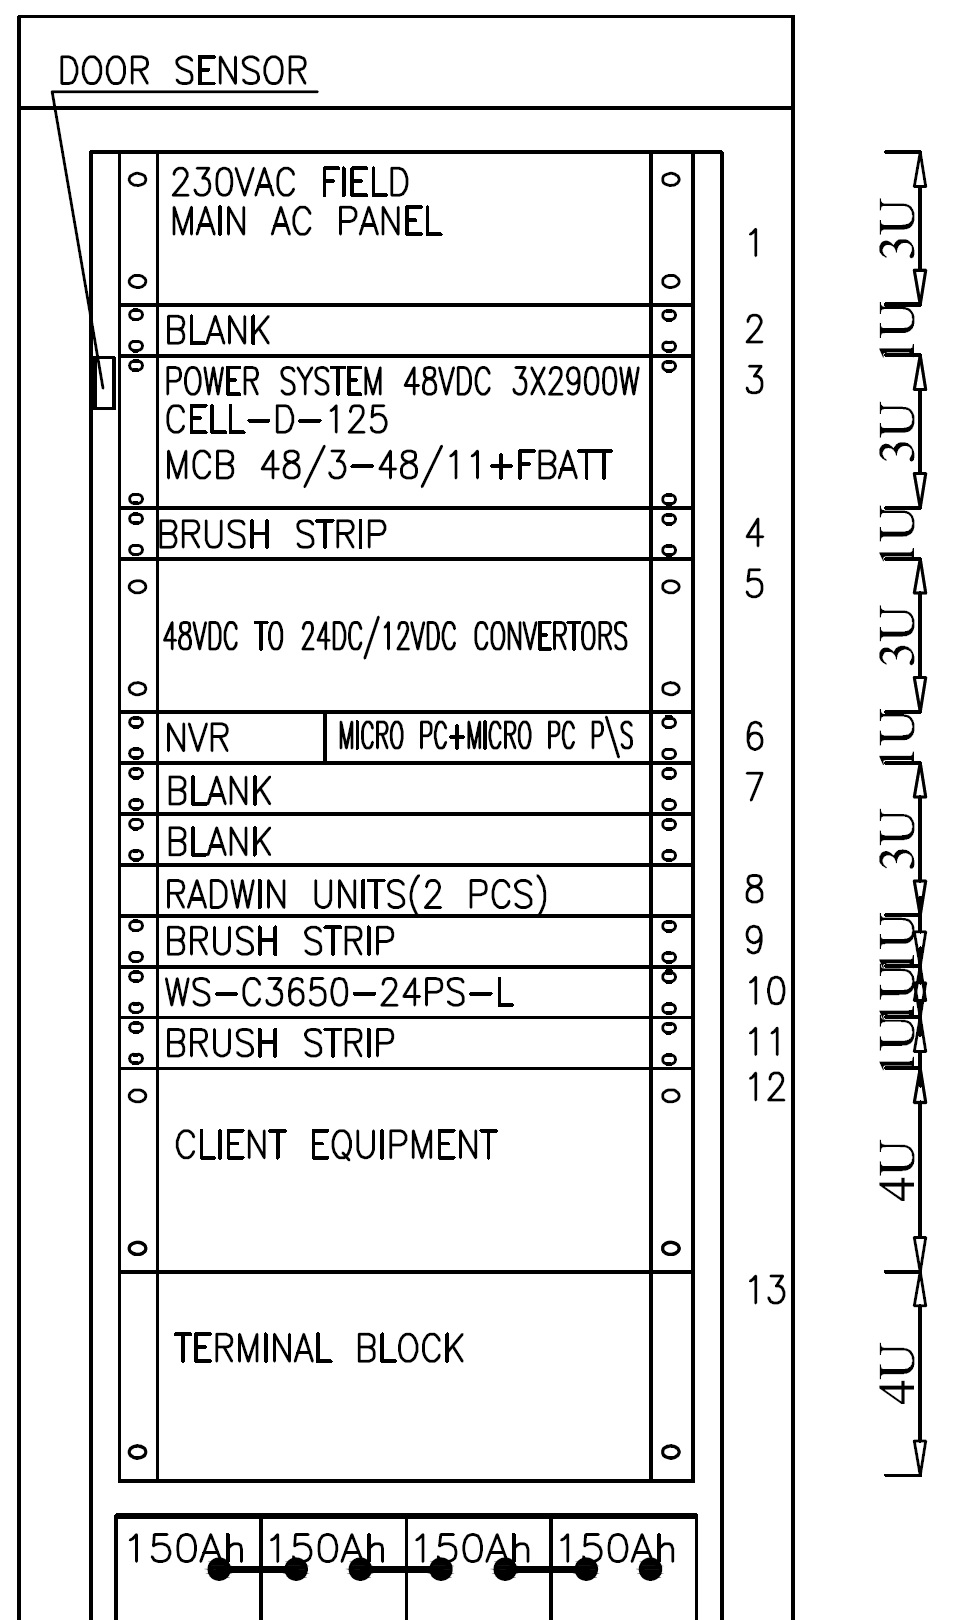 DOOR SENSOR
230VAC FIELD
MAIN AC PANEL
1
3U
BLANK
2
1U
POWER SYSTEM 48VDC 3X2900W
3
CELL-D-125
MCB 48/3-48/11+FBATT
3U
BRUSH STRIP
4
1U
5
48VDC TO 24DC/12VDC CONVERTORS
3U
NVR
MICRO PC+MICRO PC P\S
6
1U
BLANK
7
BLANK
3U
RADWIN UNITS(2 PCS)
8
BRUSH STRIP
9
1U
WS-C3650-24PS-L
10
1U
BRUSH STRIP
11
1U
12
CLIENT EQUIPMENT
4U
13
TERMINAL BLOCK
4U
150Ah 150Ah 150Ah 150Ah